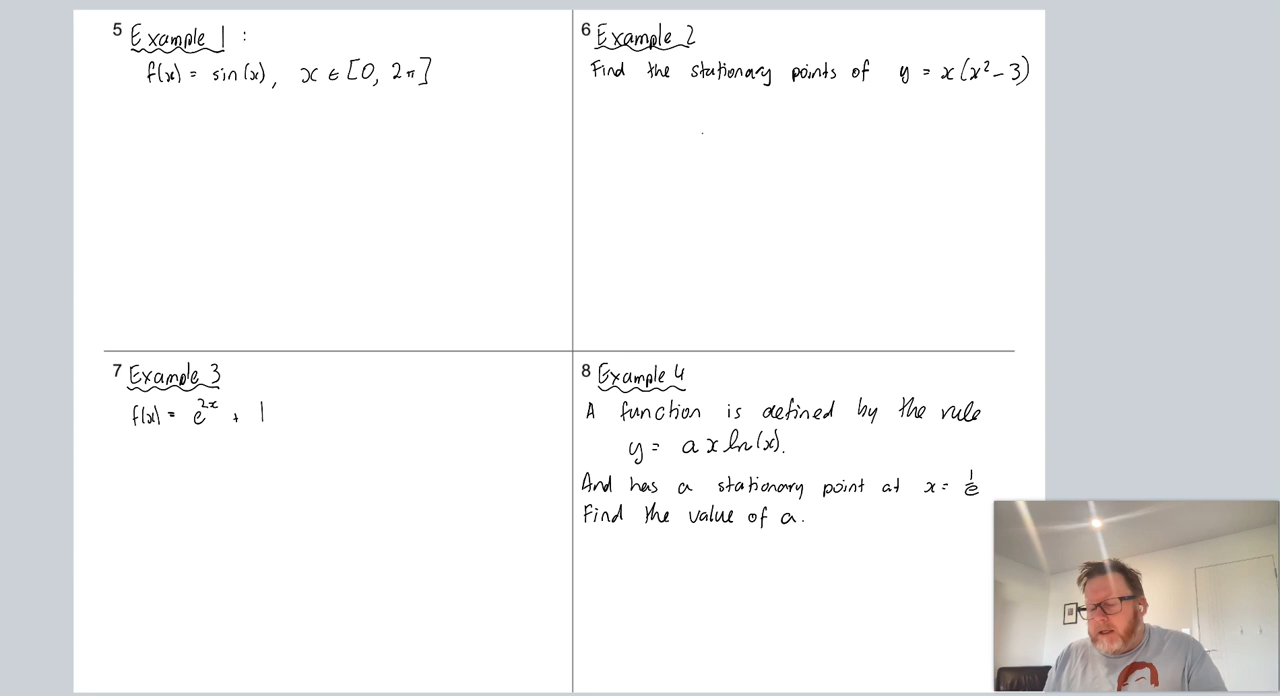 5 Example 1 :
f(x) = sin(x), x ∈ [0, 2π]
6 Example 2
Find the stationary points of y = x(x² - 3)
7 Example 3
f(x) = e²ˣ + 1
8 Example 4
A function is defined by the rule
y = a x ln(x).
And has a stationary point at x = 1/e
Find the value of a.